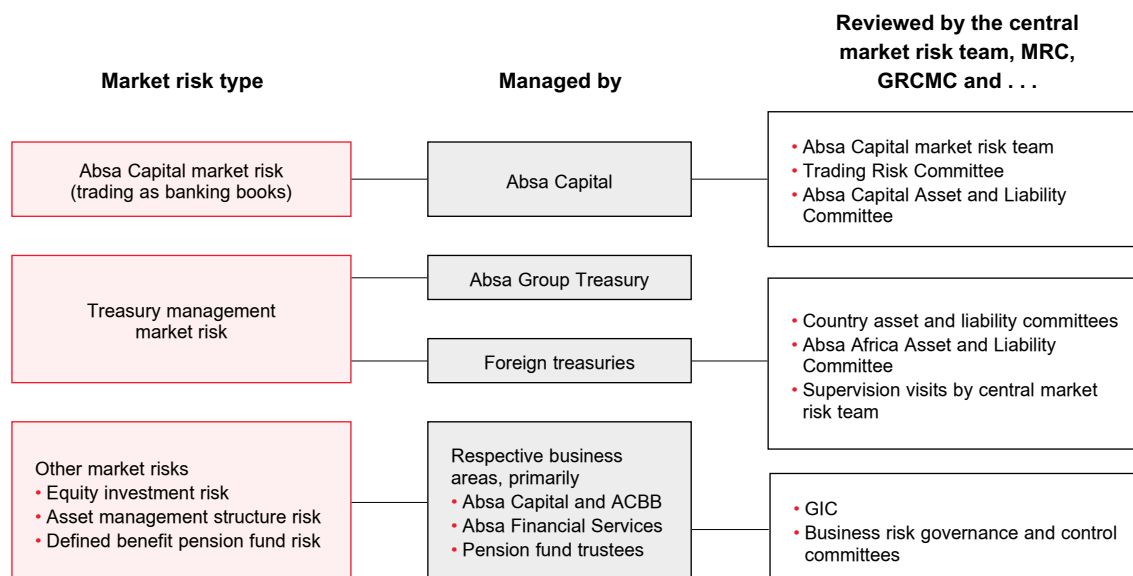 Market risk type
Managed by
Reviewed by the central
market risk team, MRC,
GRCMC and . . .
Absa Capital market risk
(trading as banking books)
Absa Capital
• Absa Capital market risk team
• Trading Risk Committee
• Absa Capital Asset and Liability
Committee
Treasury management
market risk
Absa Group Treasury
Foreign treasuries
• Country asset and liability committees
• Absa Africa Asset and Liability
Committee
• Supervision visits by central market
risk team
Other market risks
• Equity investment risk
• Asset management structure risk
• Defined benefit pension fund risk
Respective business
areas, primarily
• Absa Capital and ACBB
• Absa Financial Services
• Pension fund trustees
• GIC
• Business risk governance and control
committees